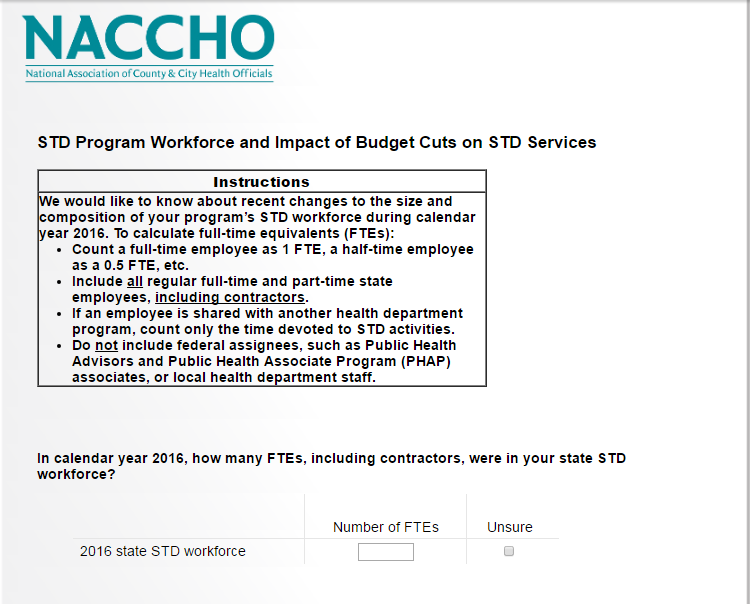 NACCHO
National Association of County & City Health Officials
STD Program Workforce and Impact of Budget Cuts on STD Services
Instructions
We would like to know about recent changes to the size and
composition of your program’s STD workforce during calendar
year 2016. To calculate full-time equivalents (FTEs):
• Count a full-time employee as 1 FTE, a half-time employee
as a 0.5 FTE, etc.
• Include all regular full-time and part-time state
employees, including contractors.
• If an employee is shared with another health department
program, count only the time devoted to STD activities.
• Do not include federal assignees, such as Public Health
Advisors and Public Health Associate Program (PHAP)
associates, or local health department staff.
In calendar year 2016, how many FTEs, including contractors, were in your state STD
workforce?
Number of FTEs Unsure
2016 state STD workforce